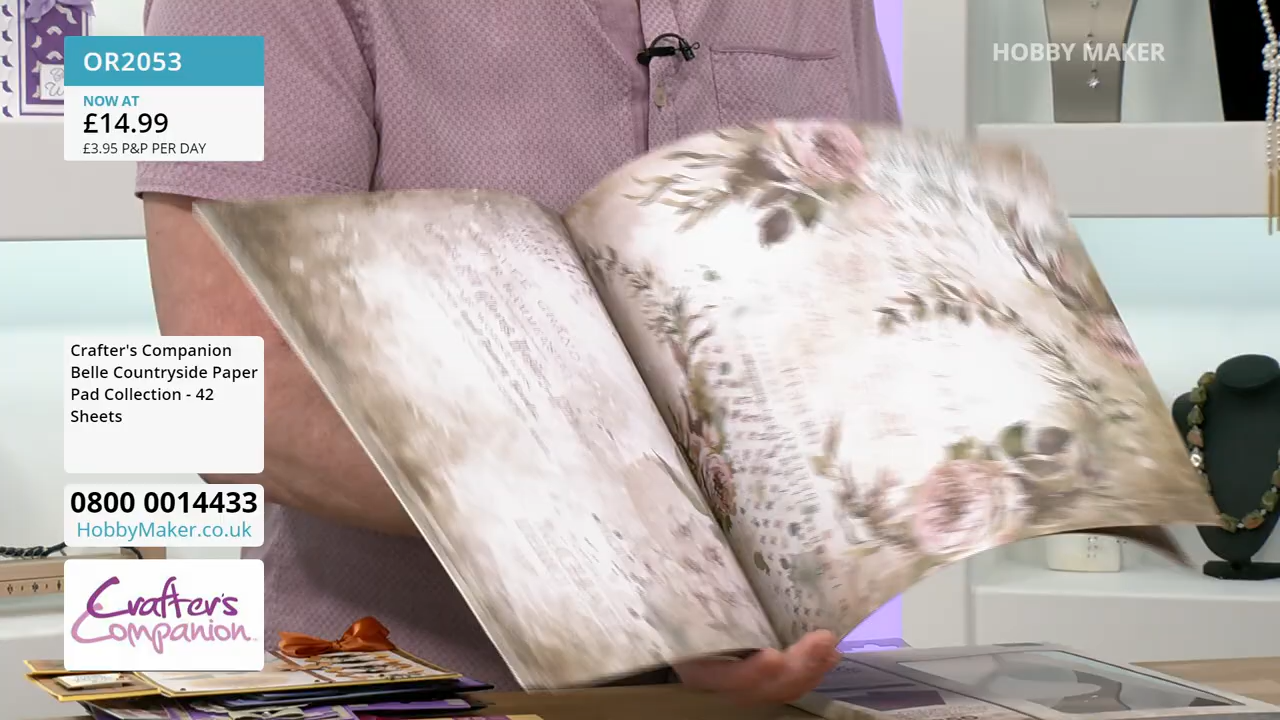 OR2053
NOW AT
£14.99
£3.95 P&P PER DAY
HOBBY MAKER
Crafter's Companion
Belle Countryside Paper
Pad Collection - 42
Sheets
0800 0014433
HobbyMaker.co.uk
Crafter's
Companion